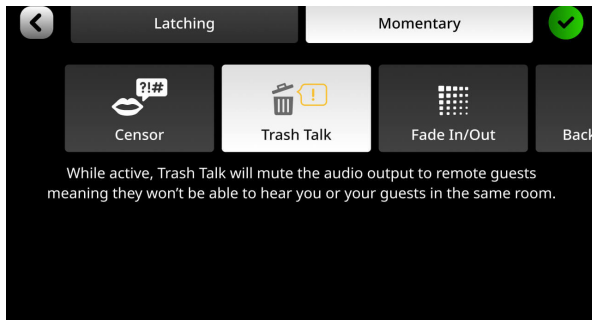 Latching
Momentary
?!#
!
Censor
Trash Talk
Fade In/Out
Back
While active, Trash Talk will mute the audio output to remote guests
meaning they won't be able to hear you or your guests in the same room.